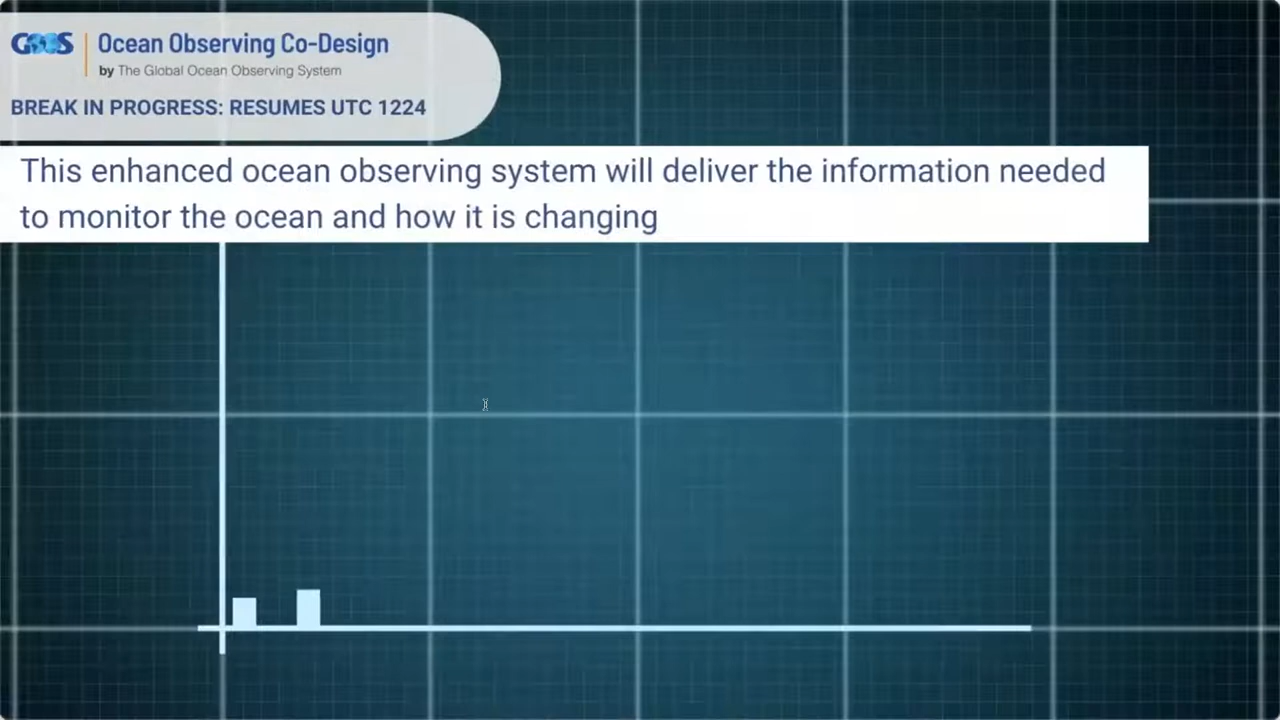 GOOS
Ocean Observing Co-Design
by The Global Ocean Observing System
BREAK IN PROGRESS: RESUMES UTC 1224
This enhanced ocean observing system will deliver the information needed
to monitor the ocean and how it is changing